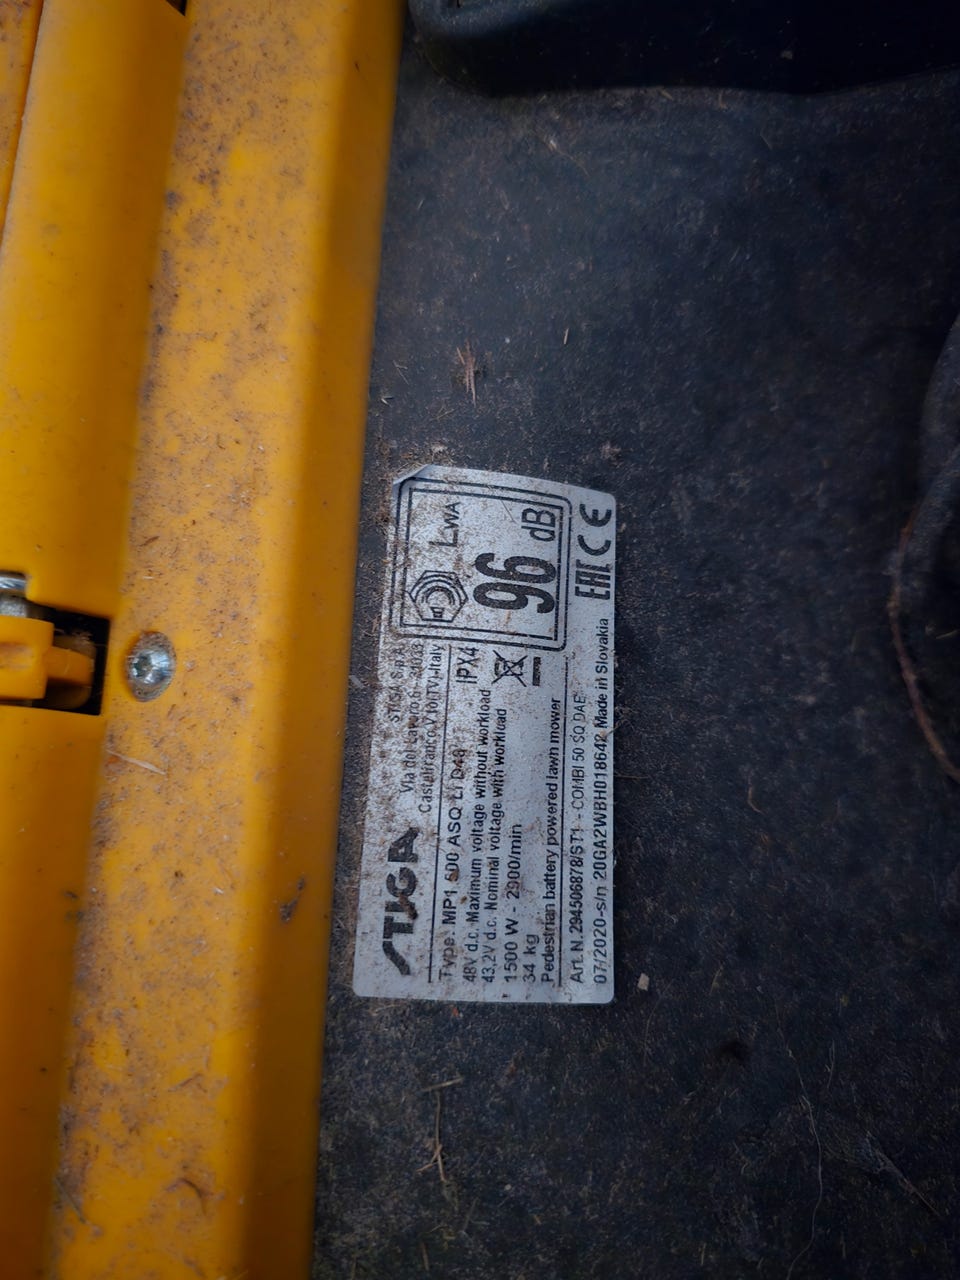 STIGA
STIGA S.p.A.
Via del Lavoro, 6 - 31033
Castelfranco V.to (TV)-Italy
Type: MP1 500 ASQ LI D48
48V d.c. Maximum voltage without workload
43,2V d.c. Nominal voltage with workload
1500 W - 2900/min
34 kg
IPX4
Pedestrian battery powered lawn mower
Art. N. 294506878/ST1 - COMBI 50 SQ DAE
07/2020-s/n 20GA2WBH018642 Made in Slovakia
LWA
96
dB
EAC CE